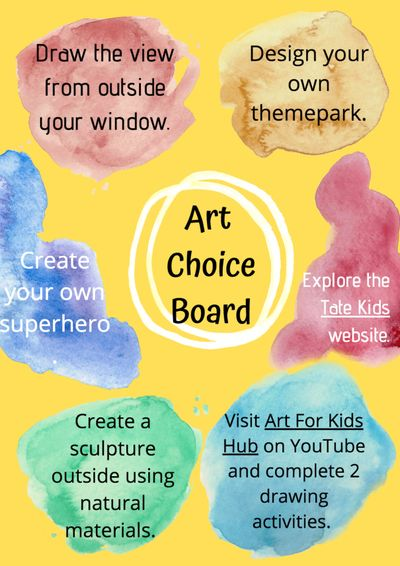 Draw the view
from outside
your window.
Design your
own
themepark.
Art
Choice
Board
Create
your own
superhero
.
Explore the
Tate Kids
website.
Create a
sculpture
outside using
natural
materials.
Visit Art For Kids
Hub on YouTube
and complete 2
drawing
activities.